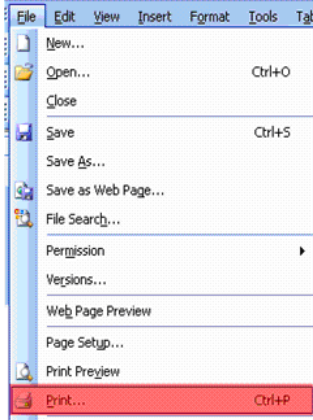 File Edit View Insert Format Tools Tab
New...
Open... Ctrl+O
Close
Save Ctrl+S
Save As...
Save as Web Page...
File Search...
Permission
Versions...
Web Page Preview
Page Setup...
Print Preview
Print... Ctrl+P